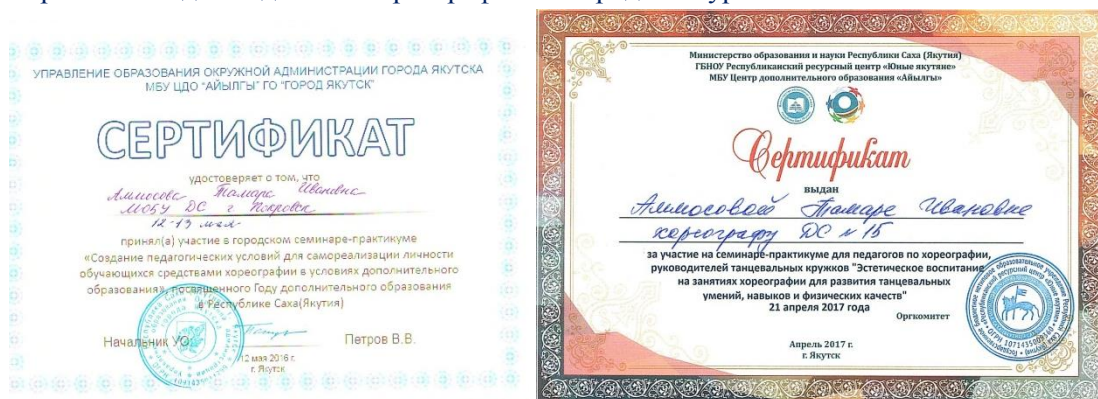 УПРАВЛЕНИЕ ОБРАЗОВАНИЯ ОКРУЖНОЙ АДМИНИСТРАЦИИ ГОРОДА ЯКУТСКА
МБУ ЦДО "АЙЫЛГЫ" ГО "ГОРОД ЯКУТСК"
СЕРТИФИКАТ
удостоверяет о том, что
Аммосова Тамара Ивановна
МОБУ ДС г Покровск
12-13 мая
принял(а) участие в городском семинаре-практикуме
«Создание педагогических условий для самореализации личности
обучающихся средствами хореографии в условиях дополнительного
образования», посвященного Году дополнительного образования
в Республике Саха(Якутия)
Начальник УО
Петров В.В.
12 мая 2016 г.
г. Якутск
Министерство образования и науки Республики Саха (Якутия)
ГБНОУ Республиканский ресурсный центр «Юные якутяне»
МБУ Центр дополнительного образования «Айылгы»
Сертификат
выдан
Аммосовой Тамаре Ивановне
хореографу ДС № 15
за участие на семинаре-практикуме для педагогов по хореографии,
руководителей танцевальных кружков "Эстетическое воспитание
на занятиях хореографии для развития танцевальных
умений, навыков и физических качеств"
21 апреля 2017 года
Оргкомитет
Апрель 2017 г.
г. Якутск